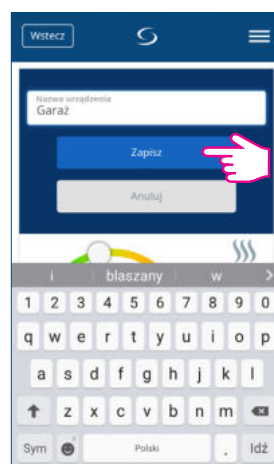 Wstecz
Nazwa urządzenia
Garaż
Zapisz
Anuluj
i blaszany w
1 2 3 4 5 6 7 8 9 0
q w e r t y u i o p
a s d f g h j k l
z x c v b n m
Sym Polski . Idź